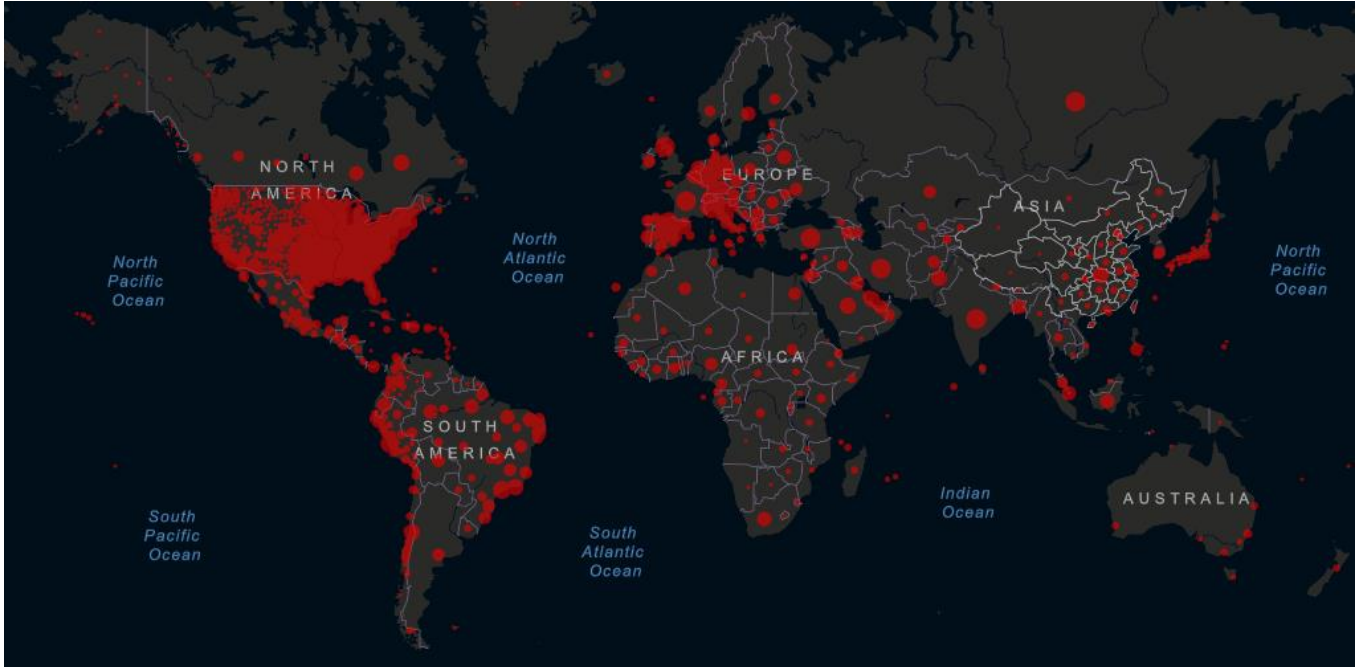 NORTH
AMERICA
EUROPE
ASIA
North
Pacific
Ocean
North
Atlantic
Ocean
North
Pacific
Ocean
AFRICA
SOUTH
AMERICA
South
Pacific
Ocean
South
Atlantic
Ocean
Indian
Ocean
AUSTRALIA